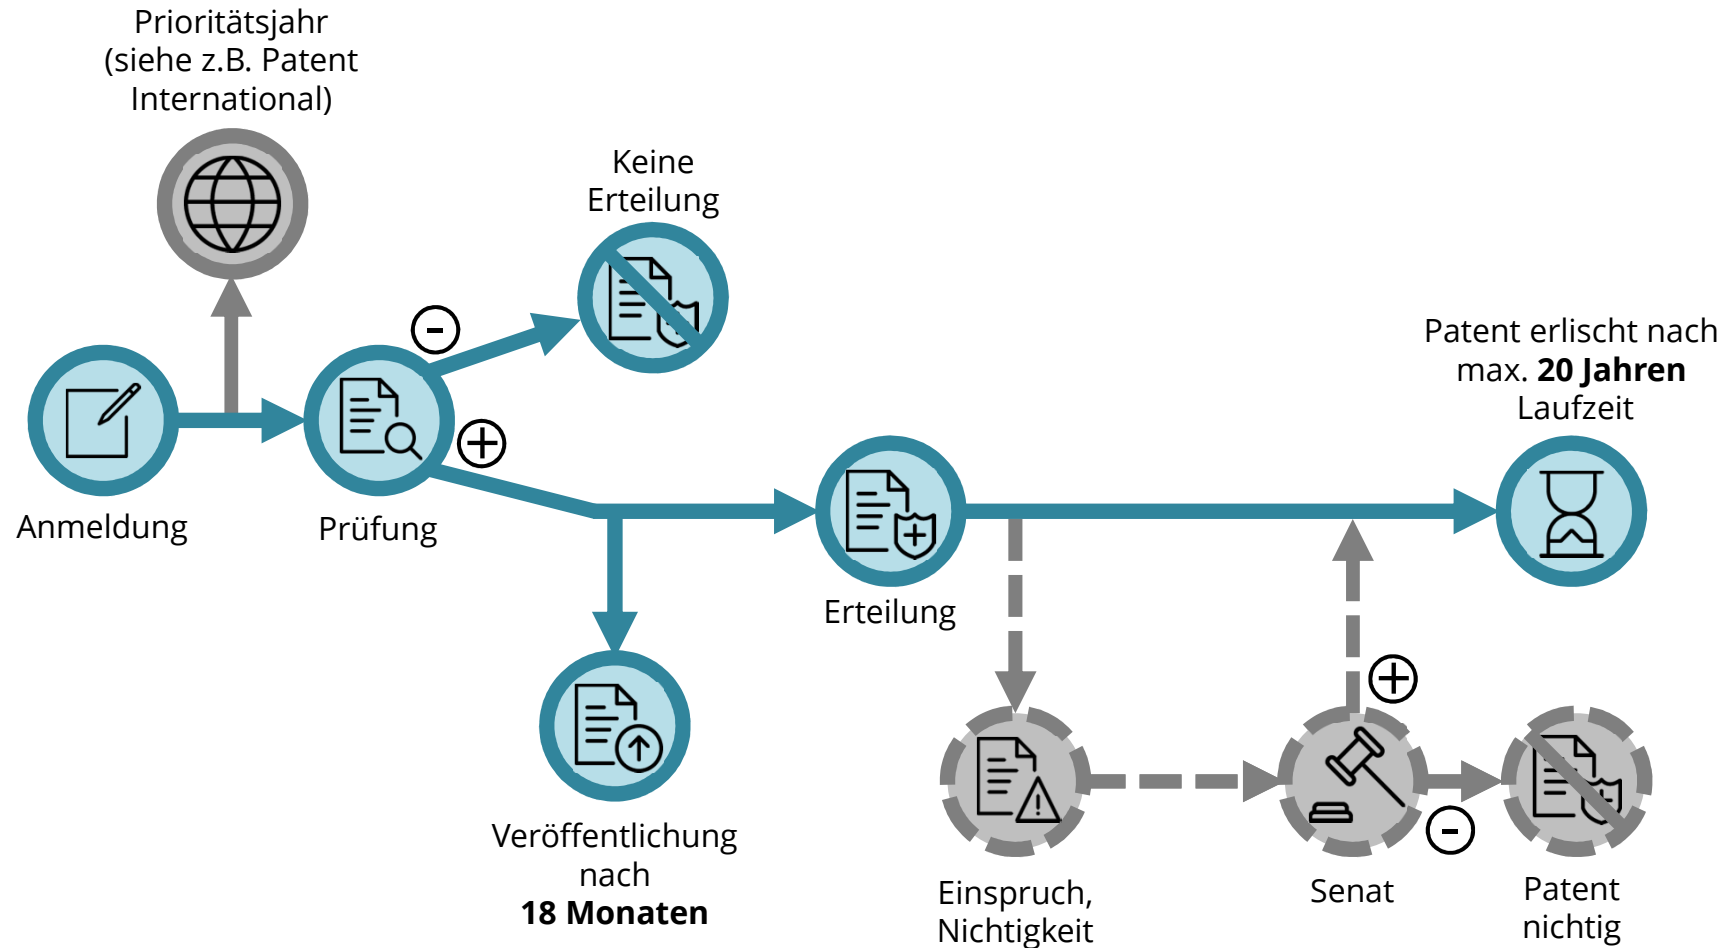 Prioritätsjahr
(siehe z.B. Patent
International)
Keine
Erteilung
-
+
Anmeldung
Prüfung
Patent erlischt nach
max. 20 Jahren
Laufzeit
Erteilung
Veröffentlichung
nach
18 Monaten
+
-
Einspruch,
Nichtigkeit
Senat
Patent
nichtig